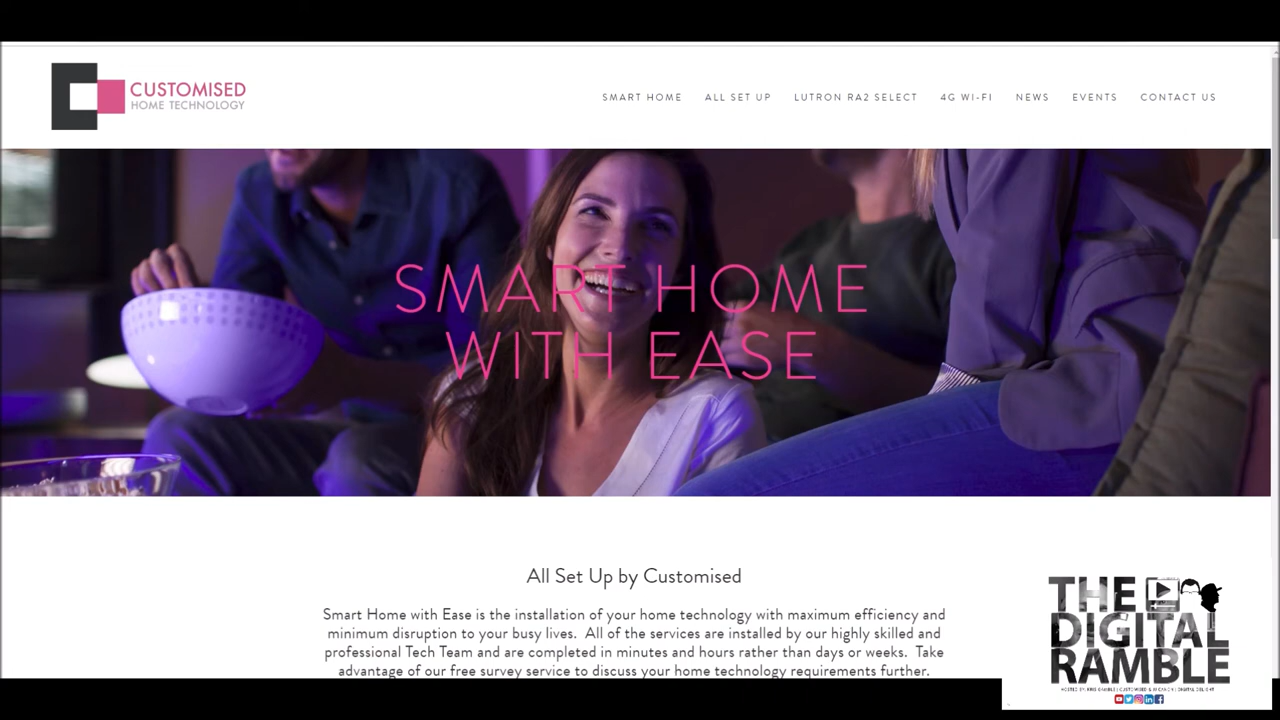 CUSTOMISED
HOME TECHNOLOGY
SMART HOME ALL SET UP LUTRON RA2 SELECT 4G WI-FI NEWS EVENTS CONTACT US
SMART HOME
WITH EASE
All Set Up by Customised
Smart Home with Ease is the installation of your home technology with maximum efficiency and
minimum disruption to your busy lives. All of the services are installed by our highly skilled and
professional Tech Team and are completed in minutes and hours rather than days or weeks. Take
advantage of our free survey service to discuss your home technology requirements further.
THE
DIGITAL
RAMBLE
HOSTED BY